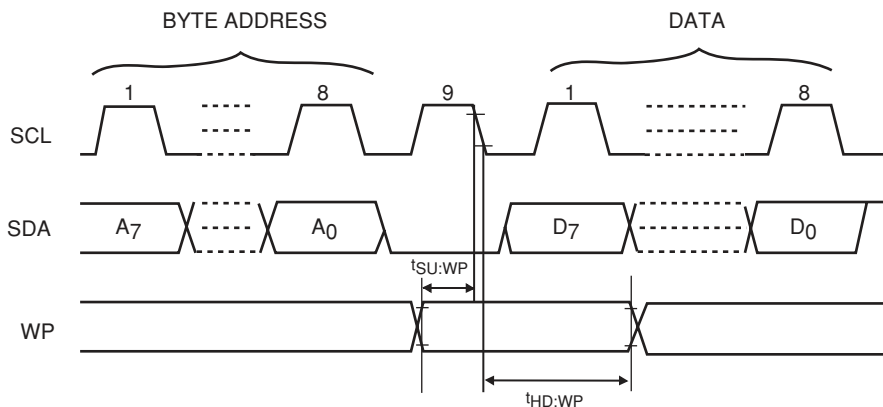 BYTE ADDRESS DATA
1 8 9 1 8
SCL
SDA A7 A0 D7 D0
tSU:WP
WP
tHD:WP